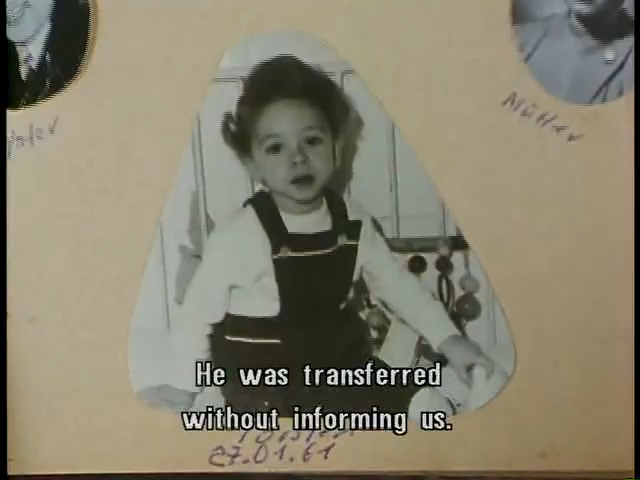 Vater
Mutter
He was transferred
without informing us.
27.01.61